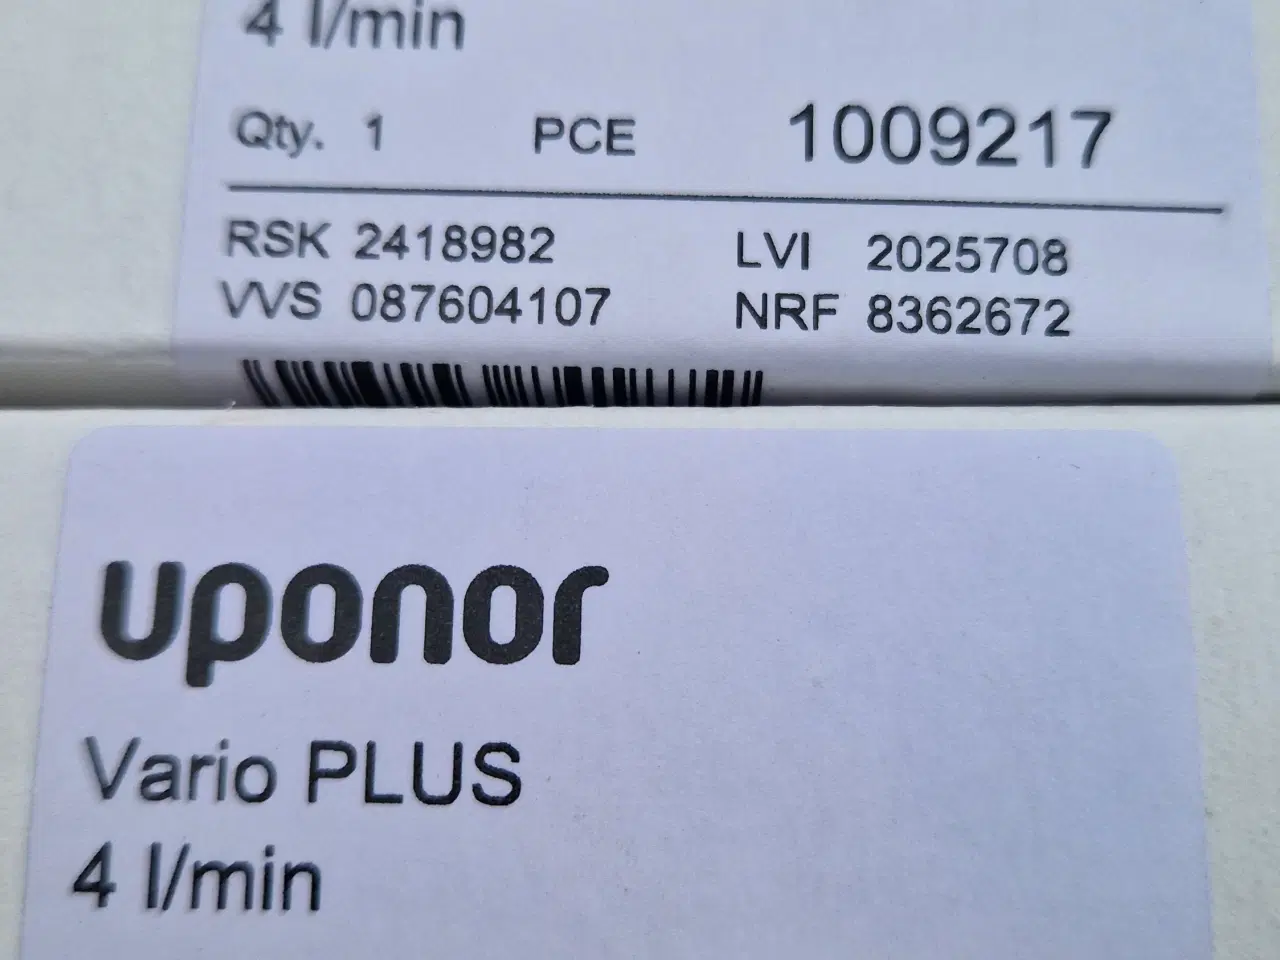 4 l/min
Qty. 1 PCE 1009217
RSK 2418982 LVI 2025708
VVS 087604107 NRF 8362672
uponor
Vario PLUS
4 l/min